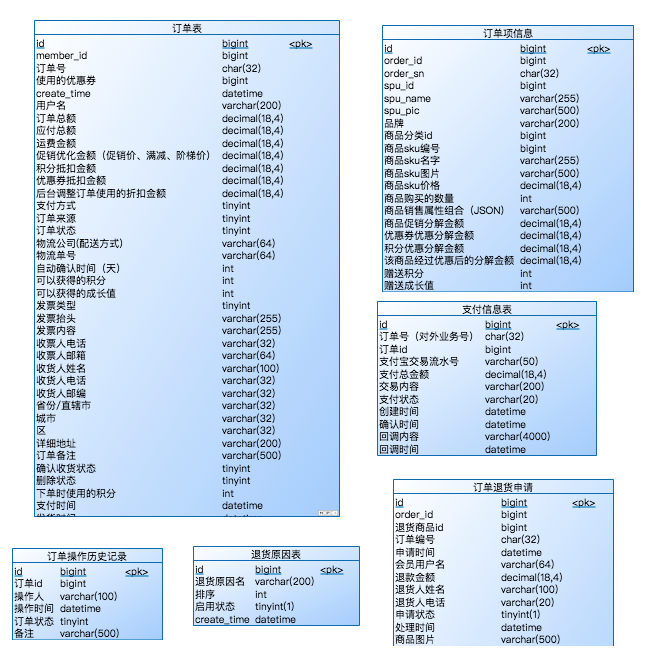 订单表
id bigint <pk>
member_id bigint
订单号 char(32)
使用的优惠券 bigint
create_time datetime
用户名 varchar(200)
订单总额 decimal(18,4)
应付总额 decimal(18,4)
运费金额 decimal(18,4)
促销优化金额（促销价、满减、阶梯价） decimal(18,4)
积分抵扣金额 decimal(18,4)
优惠券抵扣金额 decimal(18,4)
后台调整订单使用的折扣金额 decimal(18,4)
支付方式 tinyint
订单来源 tinyint
订单状态 tinyint
物流公司(配送方式) varchar(64)
物流单号 varchar(64)
自动确认时间（天） int
可以获得的积分 int
可以获得的成长值 int
发票类型 tinyint
发票抬头 varchar(255)
发票内容 varchar(255)
收票人电话 varchar(32)
收票人邮箱 varchar(64)
收货人姓名 varchar(100)
收货人电话 varchar(32)
收货人邮编 varchar(32)
省份/直辖市 varchar(32)
城市 varchar(32)
区 varchar(32)
详细地址 varchar(200)
订单备注 varchar(500)
确认收货状态 tinyint
删除状态 tinyint
下单时使用的积分 int
支付时间 datetime
订单项信息
id bigint <pk>
order_id bigint
order_sn char(32)
spu_id bigint
spu_name varchar(255)
spu_pic varchar(500)
品牌 varchar(200)
商品分类id bigint
商品sku编号 bigint
商品sku名字 varchar(255)
商品sku图片 varchar(500)
商品sku价格 decimal(18,4)
商品购买的数量 int
商品销售属性组合（JSON） varchar(500)
商品促销分解金额 decimal(18,4)
优惠券优惠分解金额 decimal(18,4)
积分优惠分解金额 decimal(18,4)
该商品经过优惠后的分解金额 decimal(18,4)
赠送积分 int
赠送成长值 int
支付信息表
id bigint <pk>
订单号（对外业务号） char(32)
订单id bigint
支付宝交易流水号 varchar(50)
支付总金额 decimal(18,4)
交易内容 varchar(200)
支付状态 varchar(20)
创建时间 datetime
确认时间 datetime
回调内容 varchar(4000)
回调时间 datetime
订单退货申请
id bigint <pk>
order_id bigint
退货商品id bigint
订单编号 char(32)
申请时间 datetime
会员用户名 varchar(64)
退款金额 decimal(18,4)
退货人姓名 varchar(100)
退货人电话 varchar(20)
申请状态 tinyint(1)
处理时间 datetime
商品图片 varchar(500)
订单操作历史记录
id bigint <pk>
订单id bigint
操作人 varchar(100)
操作时间 datetime
订单状态 tinyint
备注 varchar(500)
退货原因表
id bigint <pk>
退货原因名 varchar(200)
排序 int
启用状态 tinyint(1)
create_time datetime